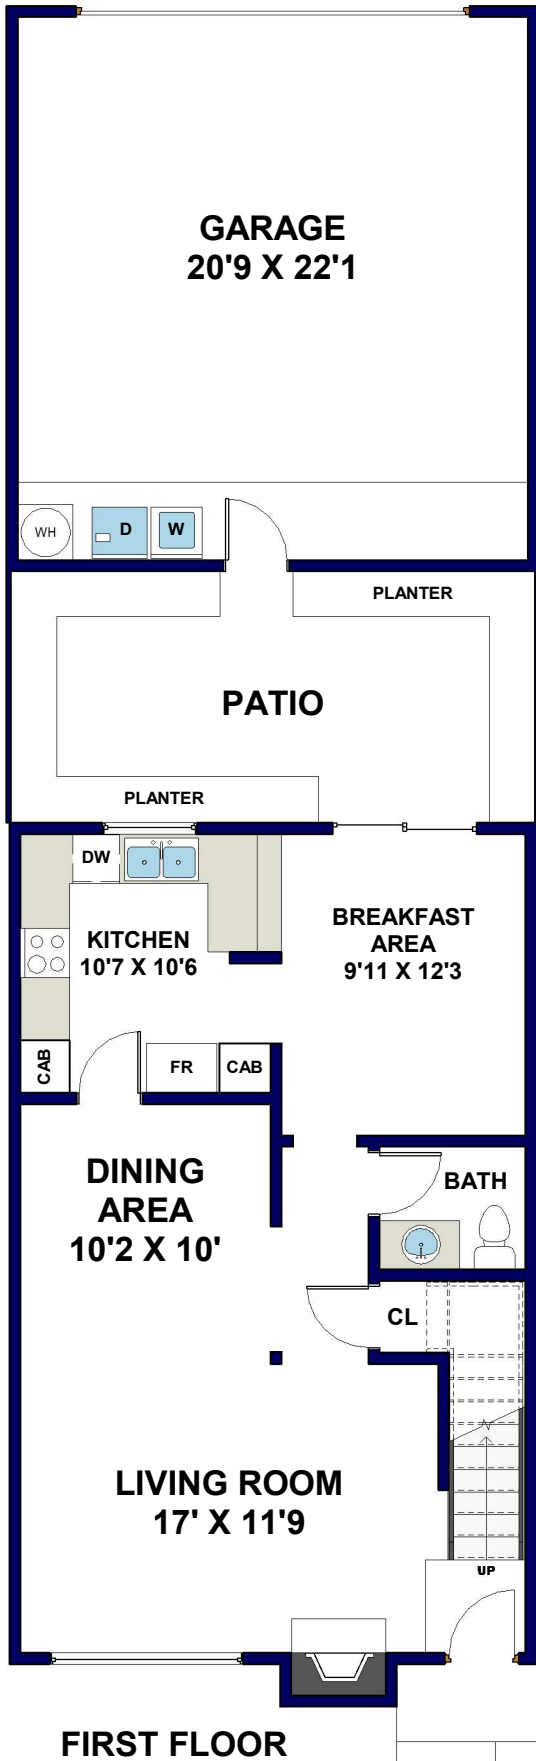 GARAGE
20'9 X 22'1
WH
D
W
PLANTER
PATIO
PLANTER
DW
KITCHEN
10'7 X 10'6
BREAKFAST
AREA
9'11 X 12'3
CAB
FR
CAB
DINING
AREA
10'2 X 10'
BATH
CL
LIVING ROOM
17' X 11'9
UP
FIRST FLOOR